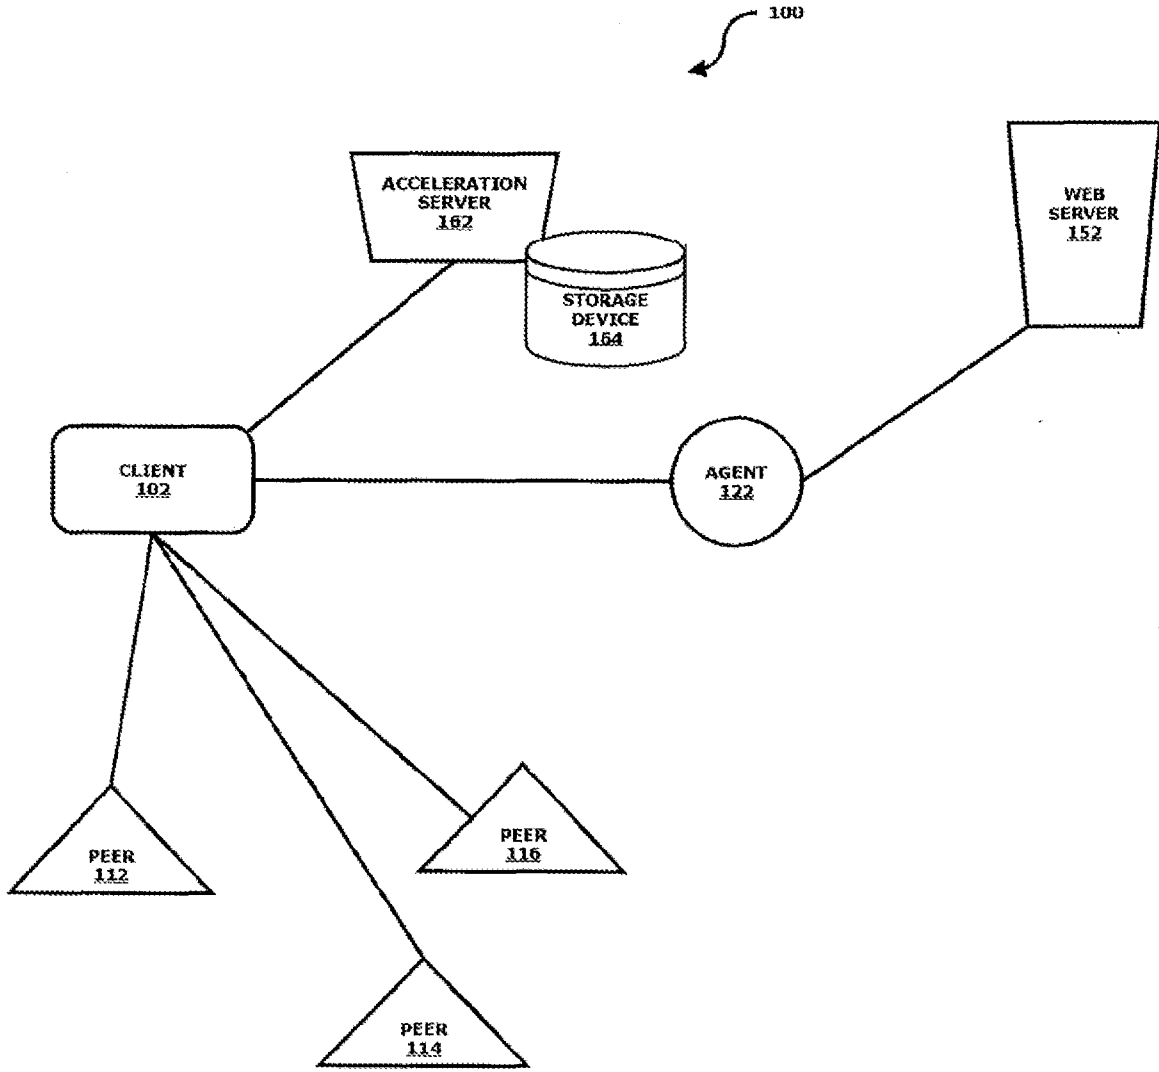 100
ACCELERATION
SERVER
162
WEB
SERVER
152
STORAGE
DEVICE
164
CLIENT
102
AGENT
122
PEER
116
PEER
112
PEER
114